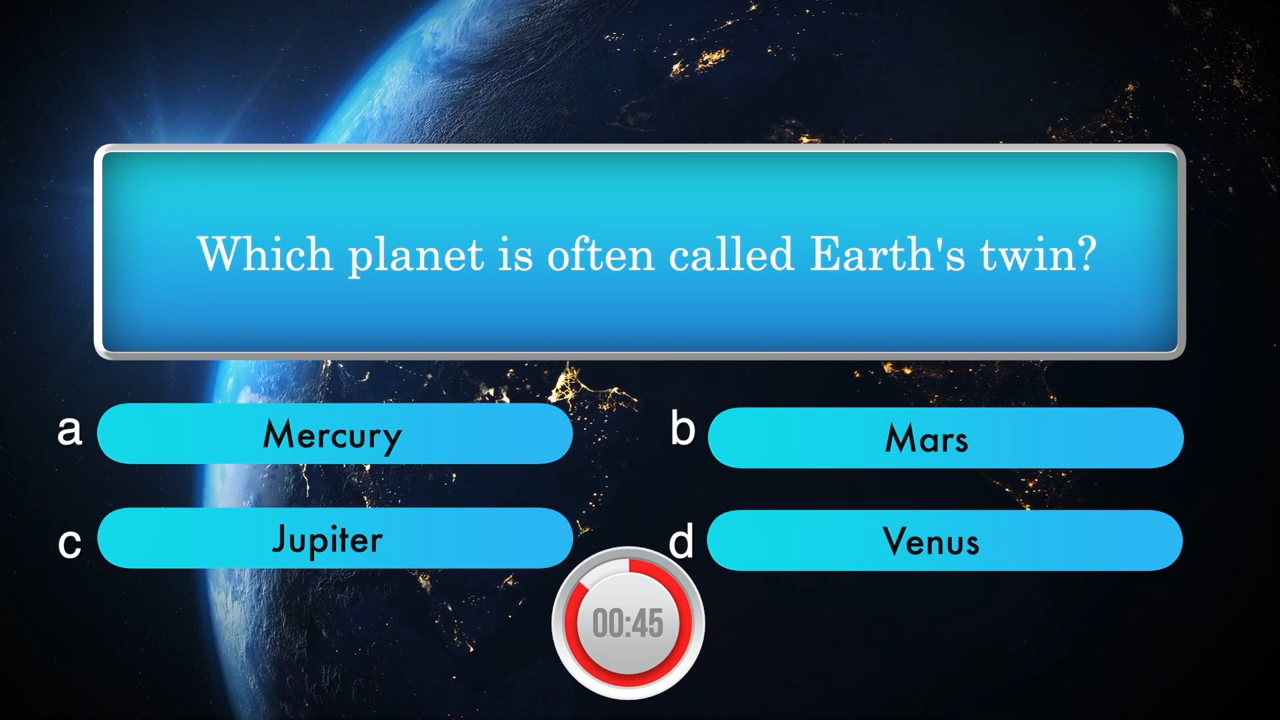 Which planet is often called Earth's twin?
a Mercury
b Mars
c Jupiter
d Venus
00:45